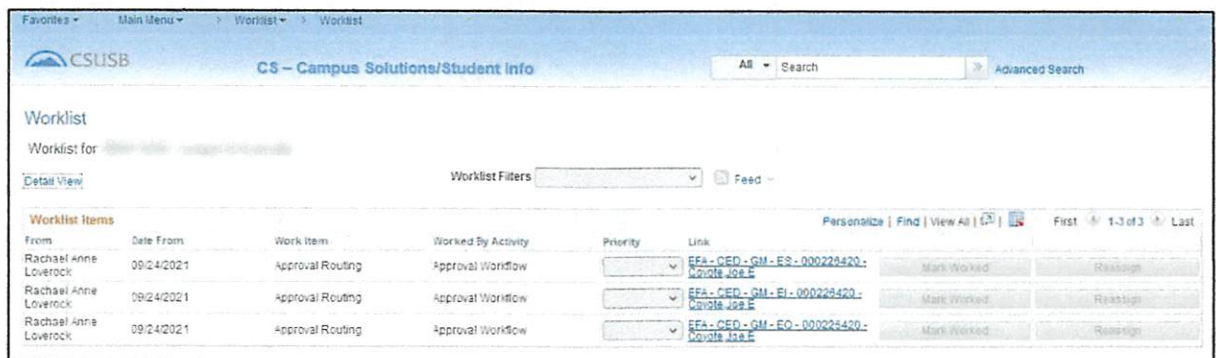 Favorites Main Menu > Worklist > Worklist
CSUSB
CS – Campus Solutions/Student Info
All Search Advanced Search
Worklist
Worklist for
Detail View
Worklist Filters
Feed
Worklist Items
Personalize | Find | View All | First 1-3 of 3 Last
From Date From Work Item Worked By Activity Priority Link
Rachael Anne Loverock 09/24/2021 Approval Routing Approval Workflow EFA - CED - GM - ES - 000226420 - Coyote,Joe E Mark Worked Reassign
Rachael Anne Loverock 09/24/2021 Approval Routing Approval Workflow EFA - CED - GM - EI - 000226420 - Coyote,Joe E Mark Worked Reassign
Rachael Anne Loverock 09/24/2021 Approval Routing Approval Workflow EFA - CED - GM - EO - 000226420 - Coyote,Joe E Mark Worked Reassign